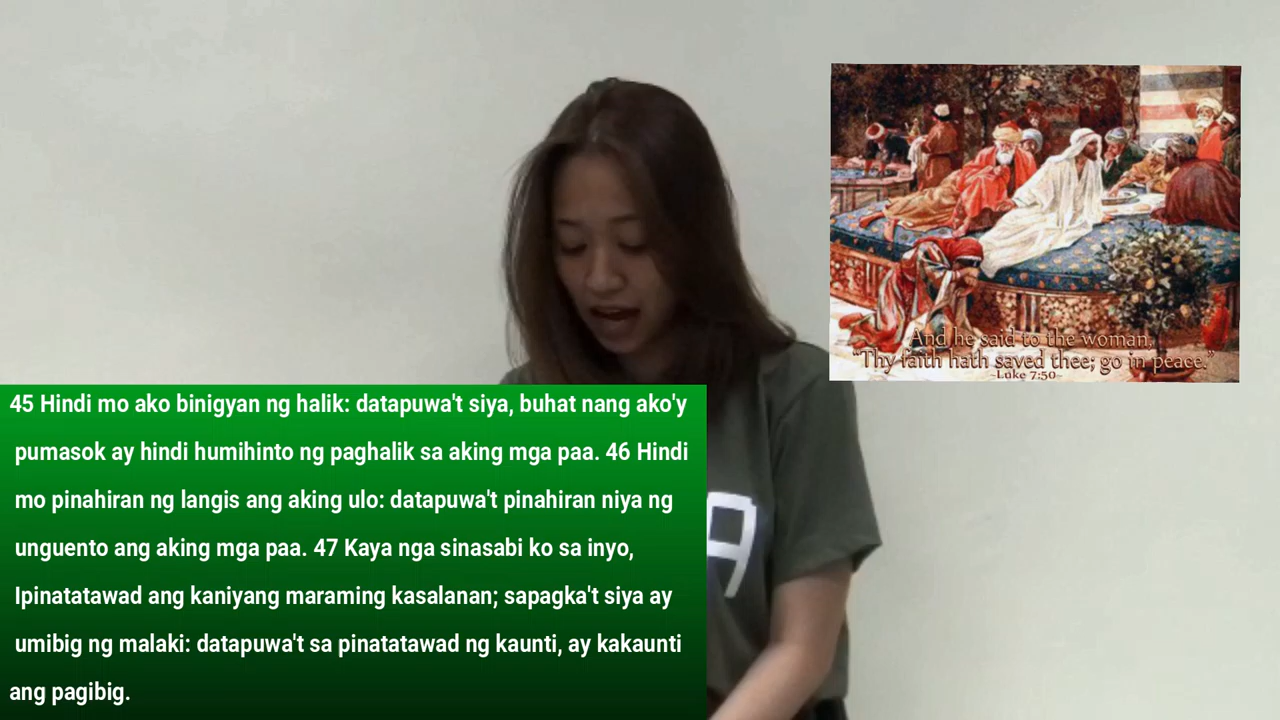 And he said to the woman,
"Thy faith hath saved thee; go in peace."
~Luke 7:50~
45 Hindi mo ako binigyan ng halik: datapuwa't siya, buhat nang ako'y
pumasok ay hindi humihinto ng paghalik sa aking mga paa. 46 Hindi
mo pinahiran ng langis ang aking ulo: datapuwa't pinahiran niya ng
unguento ang aking mga paa. 47 Kaya nga sinasabi ko sa inyo,
Ipinatatawad ang kaniyang maraming kasalanan; sapagka't siya ay
umibig ng malaki: datapuwa't sa pinatatawad ng kaunti, ay kakaunti
ang pagibig.
A